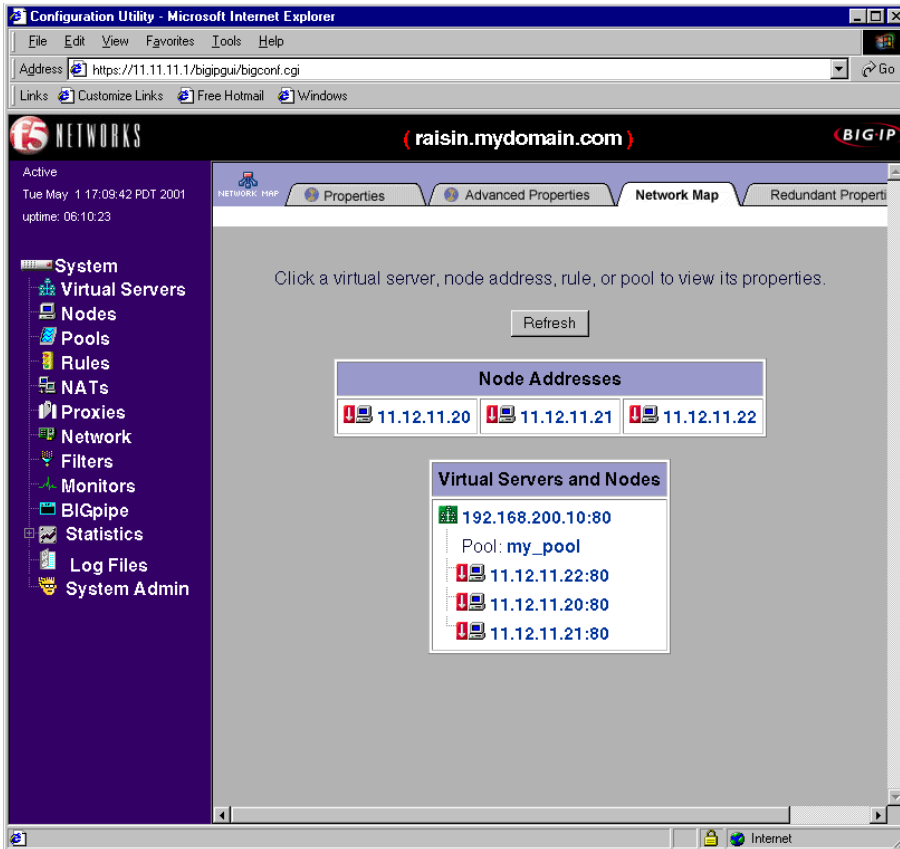 Configuration Utility - Microsoft Internet Explorer
File Edit View Favorites Tools Help
Address https://11.11.11.1/bigipgui/bigconf.cgi Go
Links Customize Links Free Hotmail Windows
f5 NETWORKS ( raisin.mydomain.com ) BIG·IP
Active
Tue May 1 17:09:42 PDT 2001
uptime: 06:10:23
NETWORK MAP Properties Advanced Properties Network Map Redundant Properti
System
Virtual Servers
Nodes
Pools
Rules
NATs
Proxies
Network
Filters
Monitors
BIGpipe
Statistics
Log Files
System Admin
Click a virtual server, node address, rule, or pool to view its properties.
Refresh
Node Addresses
11.12.11.20 11.12.11.21 11.12.11.22
Virtual Servers and Nodes
192.168.200.10:80
Pool: my_pool
11.12.11.22:80
11.12.11.20:80
11.12.11.21:80
Internet